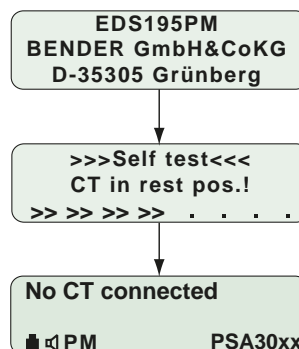 EDS195PM
BENDER GmbH&CoKG
D-35305 Grünberg
>>>Self test<<<
CT in rest pos.!
>> >> >> >> . . . .
No CT connected
PM PSA30xx